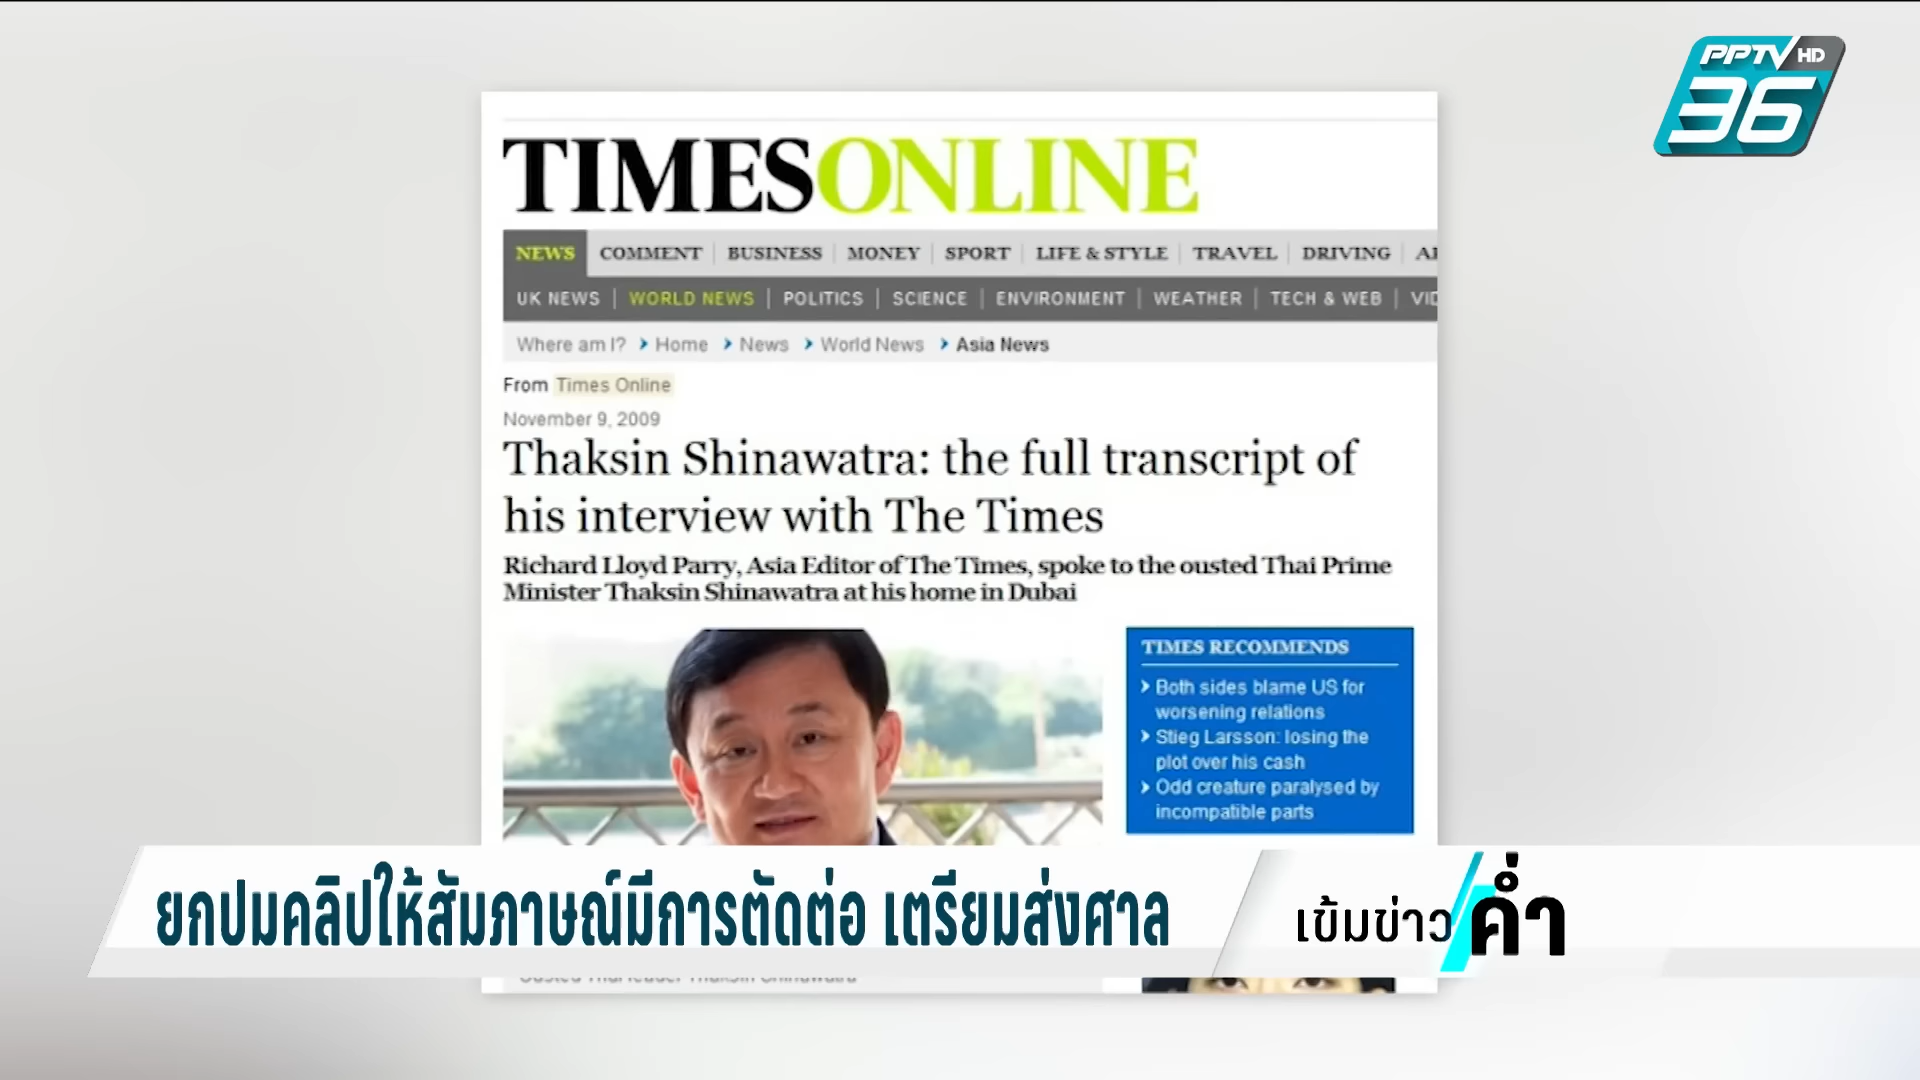 PPTV HD
36
TIMESONLINE
NEWS COMMENT BUSINESS MONEY SPORT LIFE & STYLE TRAVEL DRIVING
UK NEWS WORLD NEWS POLITICS SCIENCE ENVIRONMENT WEATHER TECH & WEB
Where am I? Home News World News Asia News
From Times Online
November 9, 2009
Thaksin Shinawatra: the full transcript of
his interview with The Times
Richard Lloyd Parry, Asia Editor of The Times, spoke to the ousted Thai Prime
Minister Thaksin Shinawatra at his home in Dubai
TIMES RECOMMENDS
Both sides blame US for
worsening relations
Stieg Larsson: losing the
plot over his cash
Odd creature paralysed by
incompatible parts
ยกปมคลิปให้สัมภาษณ์มีการตัดต่อ เตรียมส่งศาล
เข้มข่าวค่ำ